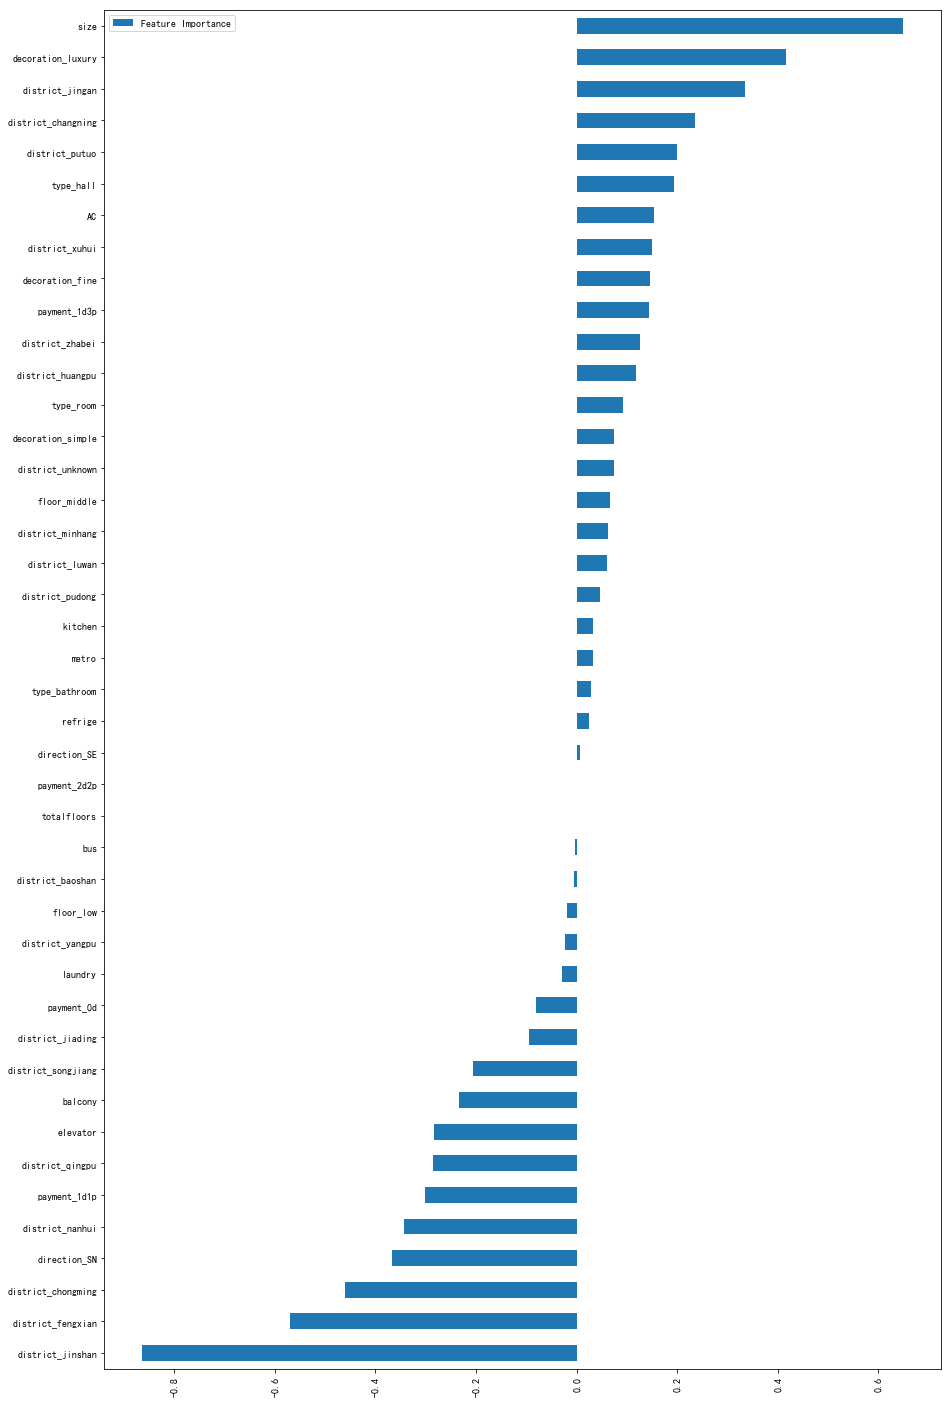 Feature Importance
size
decoration_luxury
district_jingan
district_changning
district_putuo
type_hall
AC
district_xuhui
decoration_fine
payment_1d3p
district_zhabei
district_huangpu
type_room
decoration_simple
district_unknown
floor_middle
district_minhang
district_luwan
district_pudong
kitchen
metro
type_bathroom
refrige
direction_SE
payment_2d2p
totalfloors
bus
district_baoshan
floor_low
district_yangpu
laundry
payment_0d
district_jiading
district_songjiang
balcony
elevator
district_qingpu
payment_1d1p
district_nanhui
direction_SN
district_chongming
district_fengxian
district_jinshan
-0.8
-0.6
-0.4
-0.2
0.0
0.2
0.4
0.6